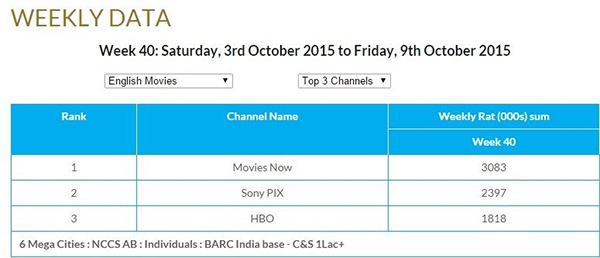 WEEKLY DATA
Week 40: Saturday, 3rd October 2015 to Friday, 9th October 2015
English Movies Top 3 Channels
Rank Channel Name Weekly Rat (000s) sum
Week 40
1 Movies Now 3083
2 Sony PIX 2397
3 HBO 1818
6 Mega Cities : NCCS AB : Individuals : BARC India base - C&S 1Lac+